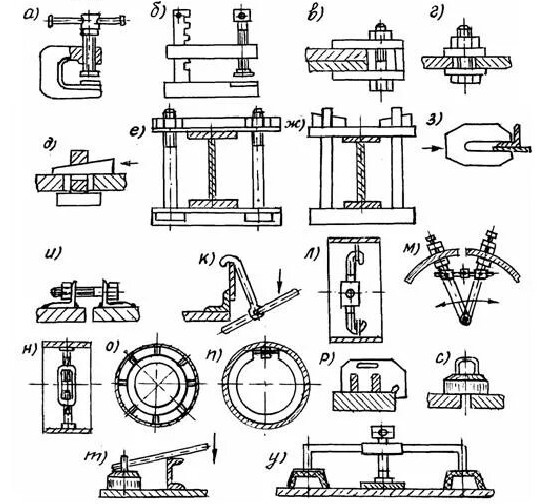 а) б) в) г)
д) е) ж) з)
и) к) л) м)
н) о) п) р) с)
т) у)